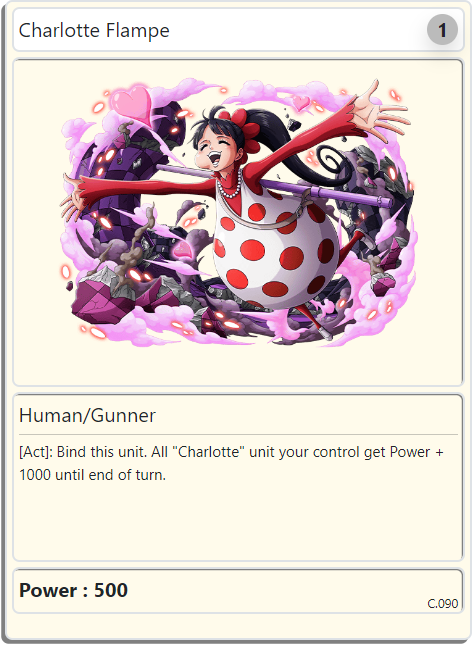 Charlotte Flampe
1
Human/Gunner
[Act]: Bind this unit. All "Charlotte" unit your control get Power +
1000 until end of turn.
Power : 500
C.090